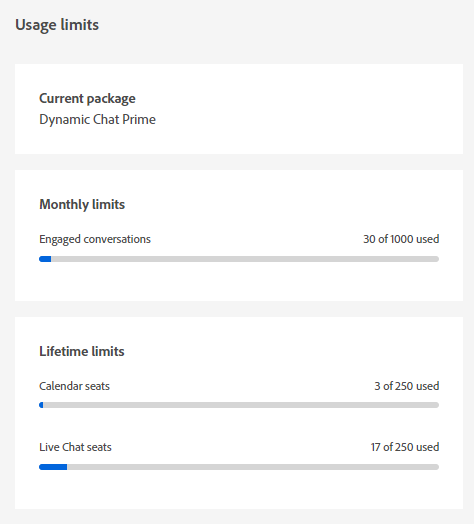 Usage limits
Current package
Dynamic Chat Prime
Monthly limits
Engaged conversations 30 of 1000 used
Lifetime limits
Calendar seats 3 of 250 used
Live Chat seats 17 of 250 used